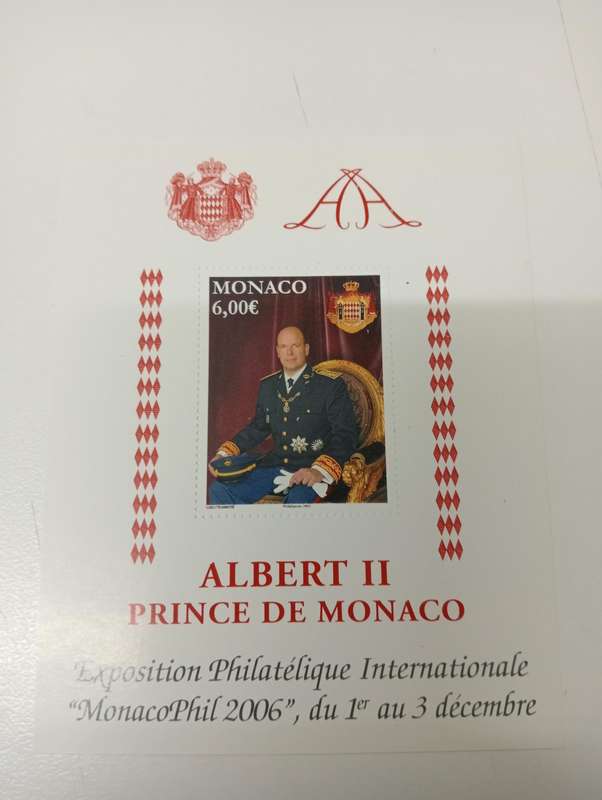 MONACO
6,00€
ALBERT II
PRINCE DE MONACO
Exposition Philatélique Internationale
"MonacoPhil 2006", du 1er au 3 décembre